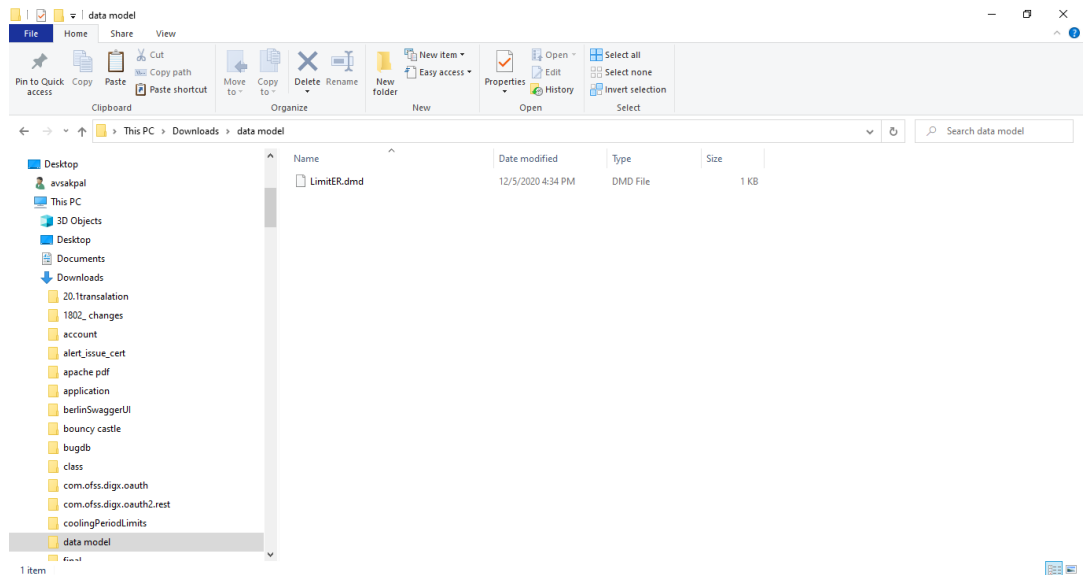 data model
File Home Share View
Pin to Quick access
Copy
Paste
Cut
Copy path
Paste shortcut
Clipboard
Move to
Copy to
Delete
Rename
Organize
New folder
New item
Easy access
New
Properties
Open
Edit
History
Open
Select all
Select none
Invert selection
Select
This PC > Downloads > data model
Search data model
Name Date modified Type Size
LimitER.dmd 12/5/2020 4:34 PM DMD File 1 KB
Desktop
avsakpal
This PC
3D Objects
Desktop
Documents
Downloads
20.1transalation
1802_ changes
account
alert_issue_cert
apache pdf
application
berlinSwaggerUI
bouncy castle
bugdb
class
com.ofss.digx.oauth
com.ofss.digx.oauth2.rest
coolingPeriodLimits
data model
final
1 item